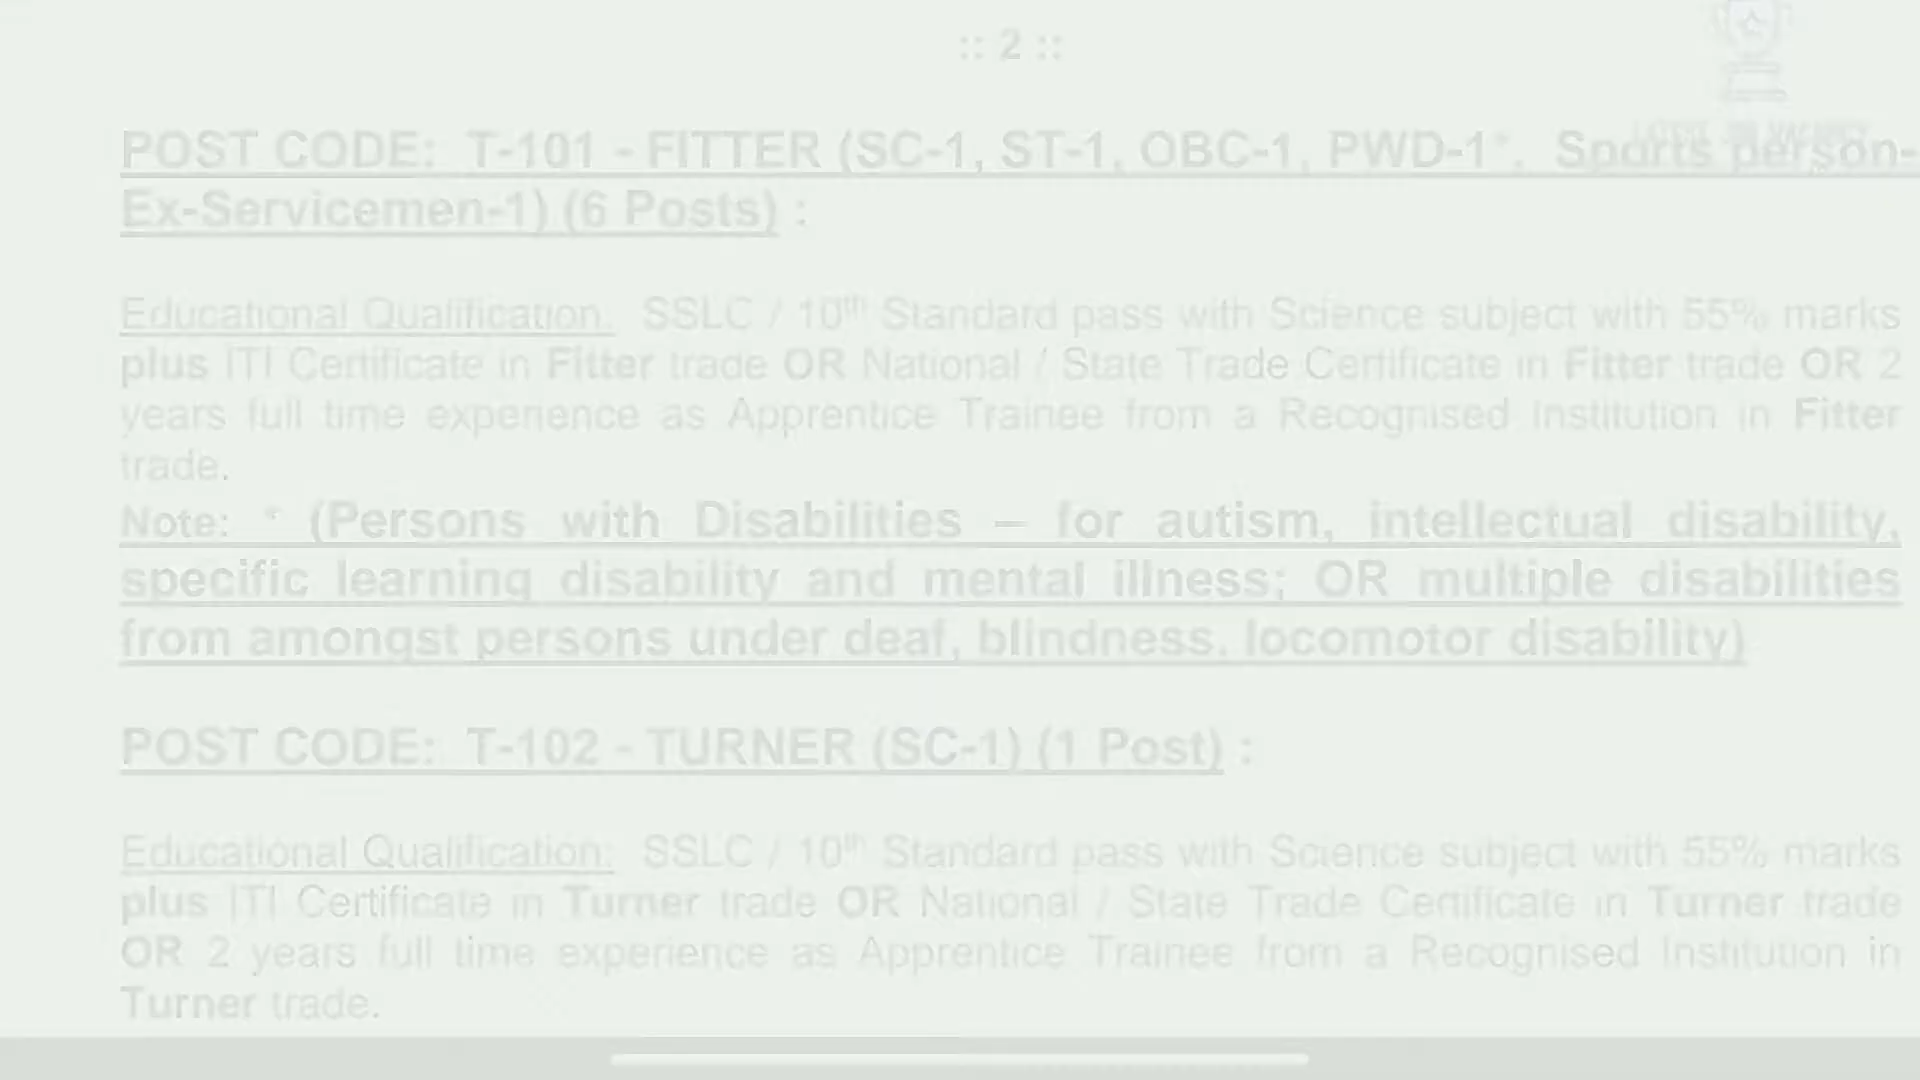 :: 2 ::
POST CODE: T-101 - FITTER (SC-1, ST-1, OBC-1, PWD-1*. Sports person-
Ex-Servicemen-1) (6 Posts) :
Educational Qualification. SSLC / 10th Standard pass with Science subject with 55% marks
plus ITI Certificate in Fitter trade OR National / State Trade Certificate in Fitter trade OR 2
years full time experience as Apprentice Trainee from a Recognised Institution in Fitter
trade.
Note: * (Persons with Disabilities – for autism, intellectual disability,
specific learning disability and mental illness; OR multiple disabilities
from amongst persons under deaf, blindness. locomotor disability)
POST CODE: T-102 - TURNER (SC-1) (1 Post) :
Educational Qualification: SSLC / 10th Standard pass with Science subject with 55% marks
plus ITI Certificate in Turner trade OR National / State Trade Certificate in Turner trade
OR 2 years full time experience as Apprentice Trainee from a Recognised Institution in
Turner trade.